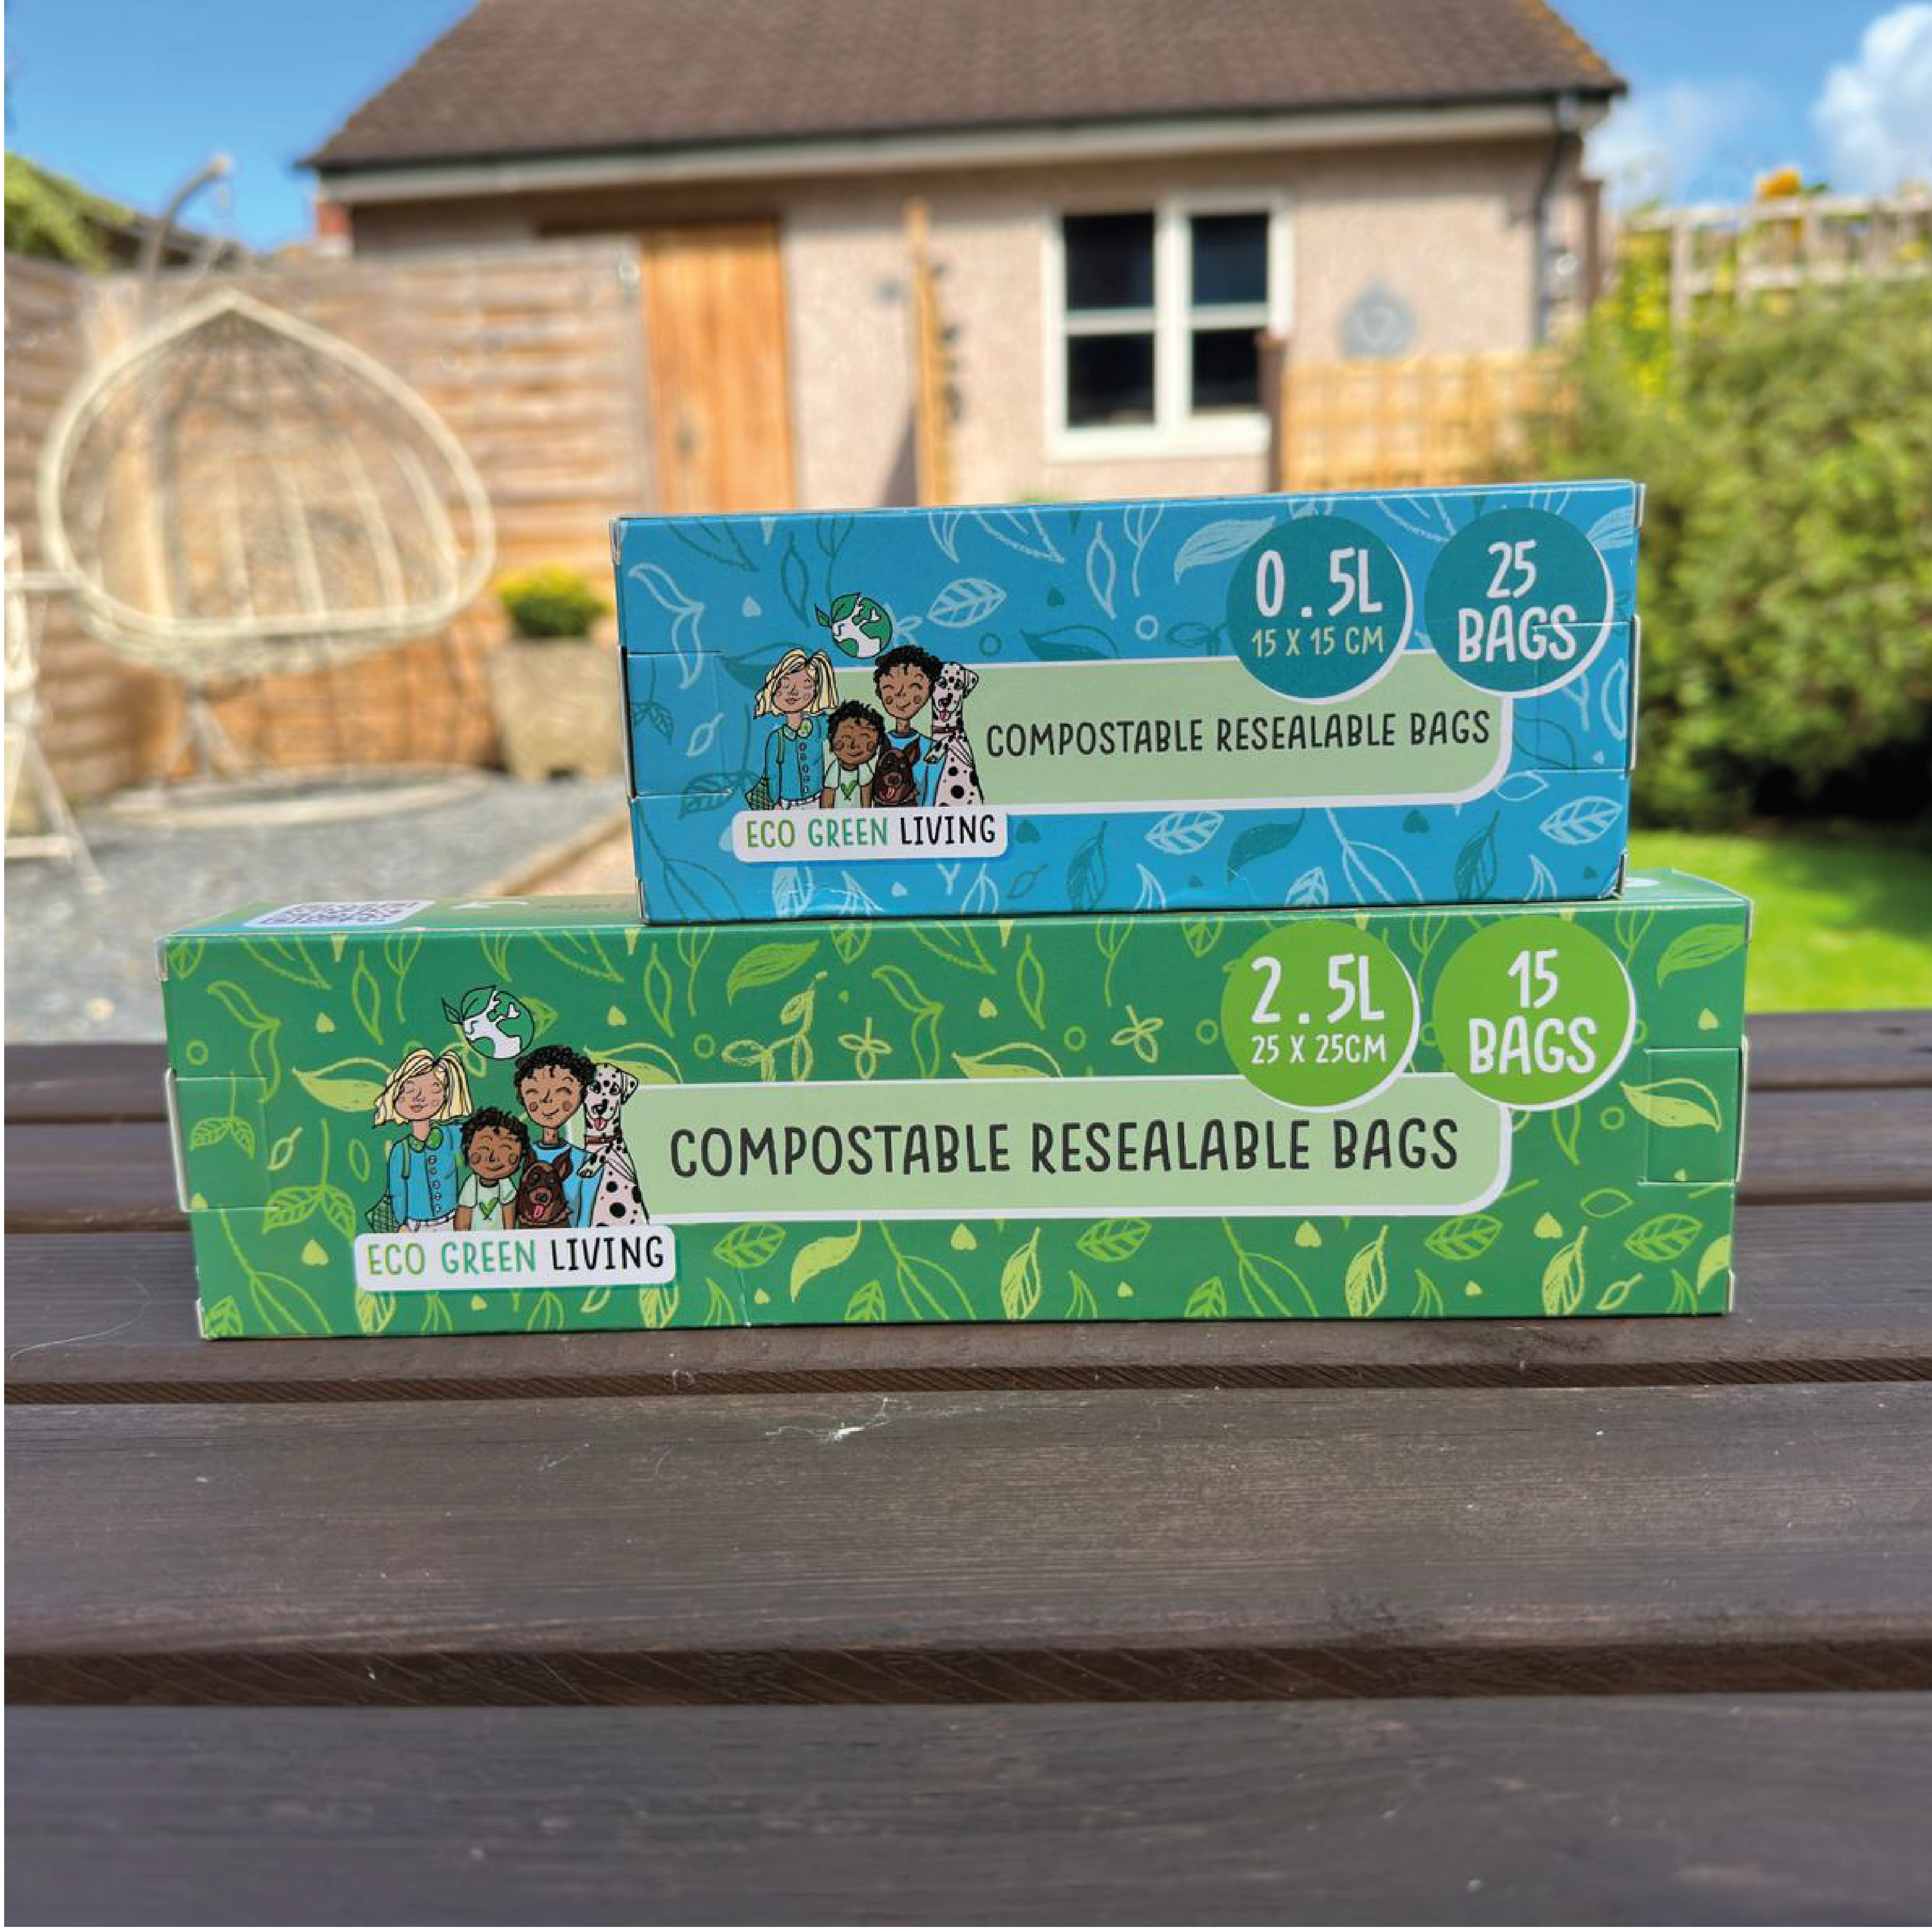 0.5L
15 X 15 CM
25
BAGS
COMPOSTABLE RESEALABLE BAGS
ECO GREEN LIVING
2.5L
25 X 25CM
15
BAGS
COMPOSTABLE RESEALABLE BAGS
ECO GREEN LIVING